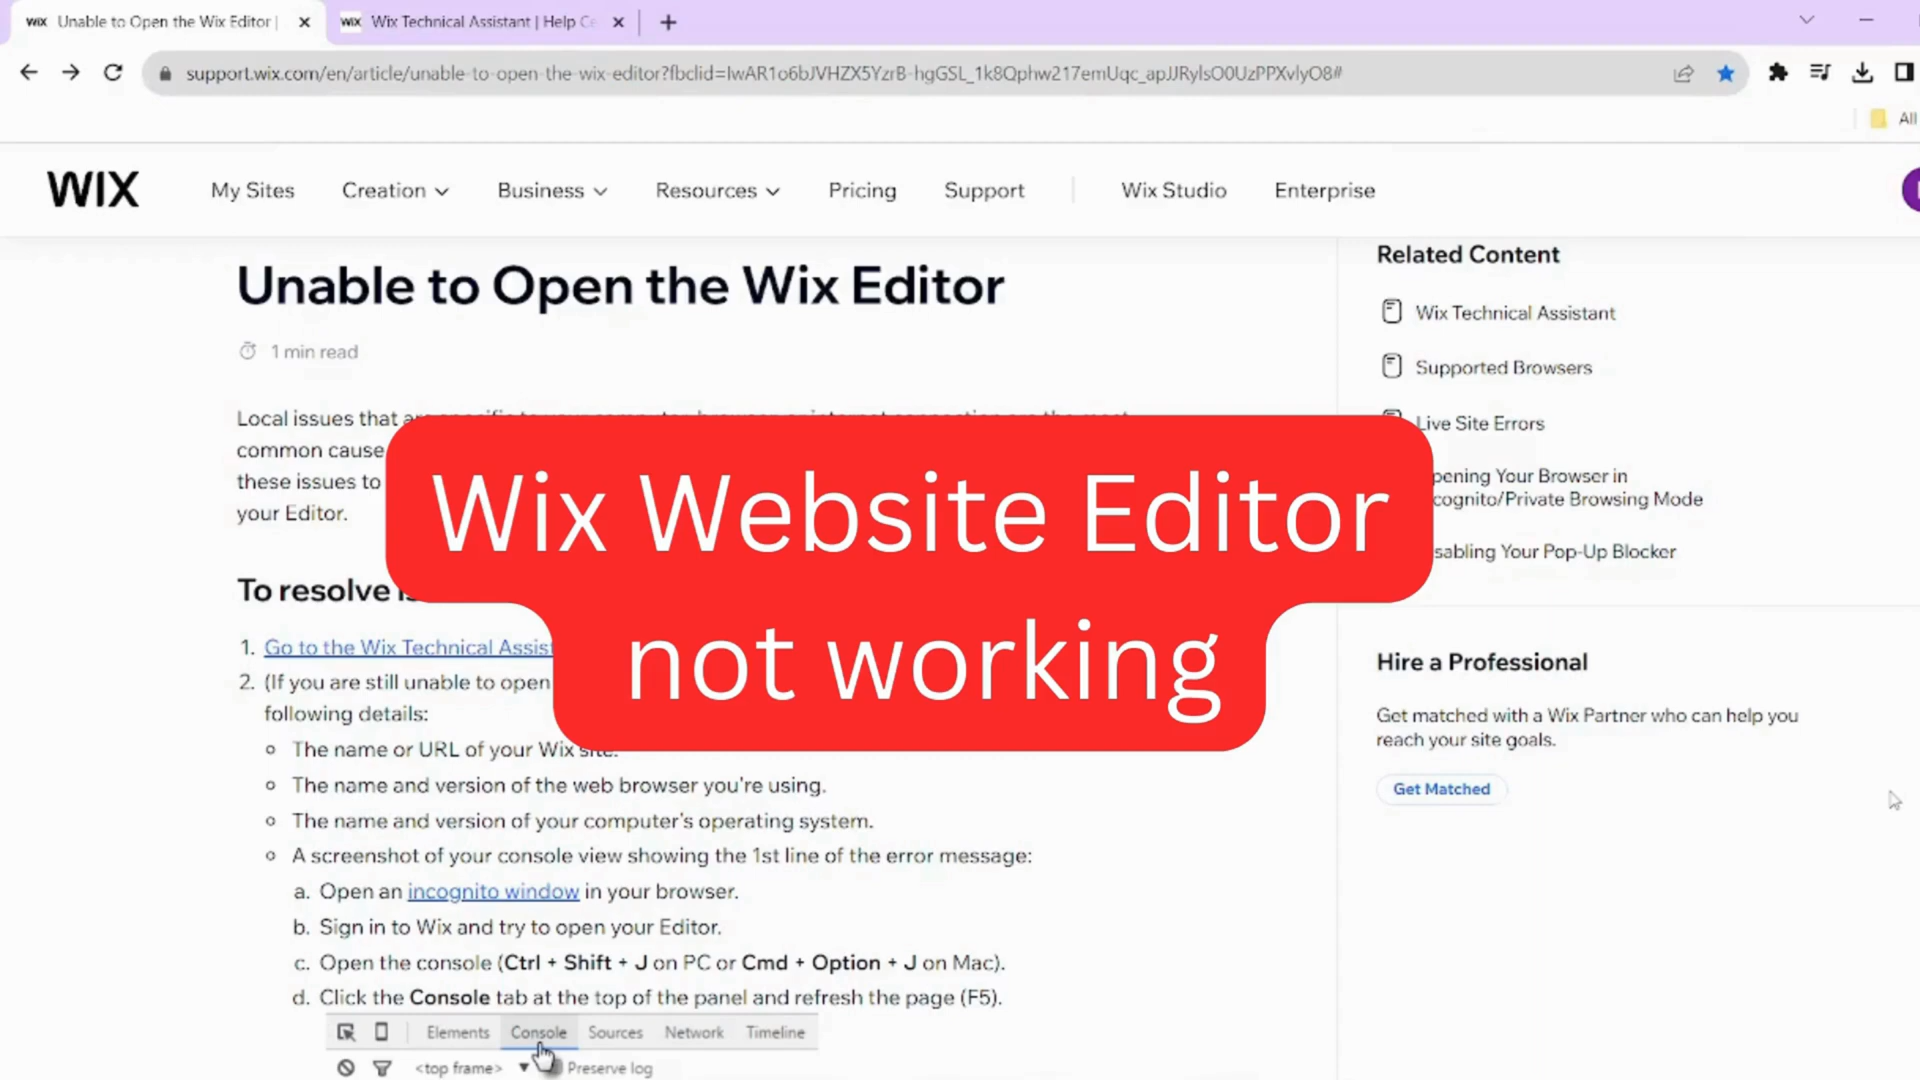 WiX Unable to Open the Wix Editor |
WiX Wix Technical Assistant | Help Ce
support.wix.com/en/article/unable-to-open-the-wix-editor?fbclid=IwAR1o6bJVHZX5YzrB-hgGSL_1k8Qphw217emUqc_apJJRylsO0UzPPXvlyO8#
All
WIX
My Sites
Creation
Business
Resources
Pricing
Support
Wix Studio
Enterprise
Unable to Open the Wix Editor
1 min read
Local issues that
common cause
these issues to
your Editor.
To resolve
1. Go to the Wix Technical Assist
2. (If you are still unable to open
following details:
The name or URL of your Wix site.
The name and version of the web browser you're using.
The name and version of your computer's operating system.
A screenshot of your console view showing the 1st line of the error message:
a. Open an incognito window in your browser.
b. Sign in to Wix and try to open your Editor.
c. Open the console (Ctrl + Shift + J on PC or Cmd + Option + J on Mac).
d. Click the Console tab at the top of the panel and refresh the page (F5).
Elements Console Sources Network Timeline
<top frame> Preserve log
Wix Website Editor
not working
Related Content
Wix Technical Assistant
Supported Browsers
Live Site Errors
pening Your Browser in
cognito/Private Browsing Mode
sabling Your Pop-Up Blocker
Hire a Professional
Get matched with a Wix Partner who can help you
reach your site goals.
Get Matched